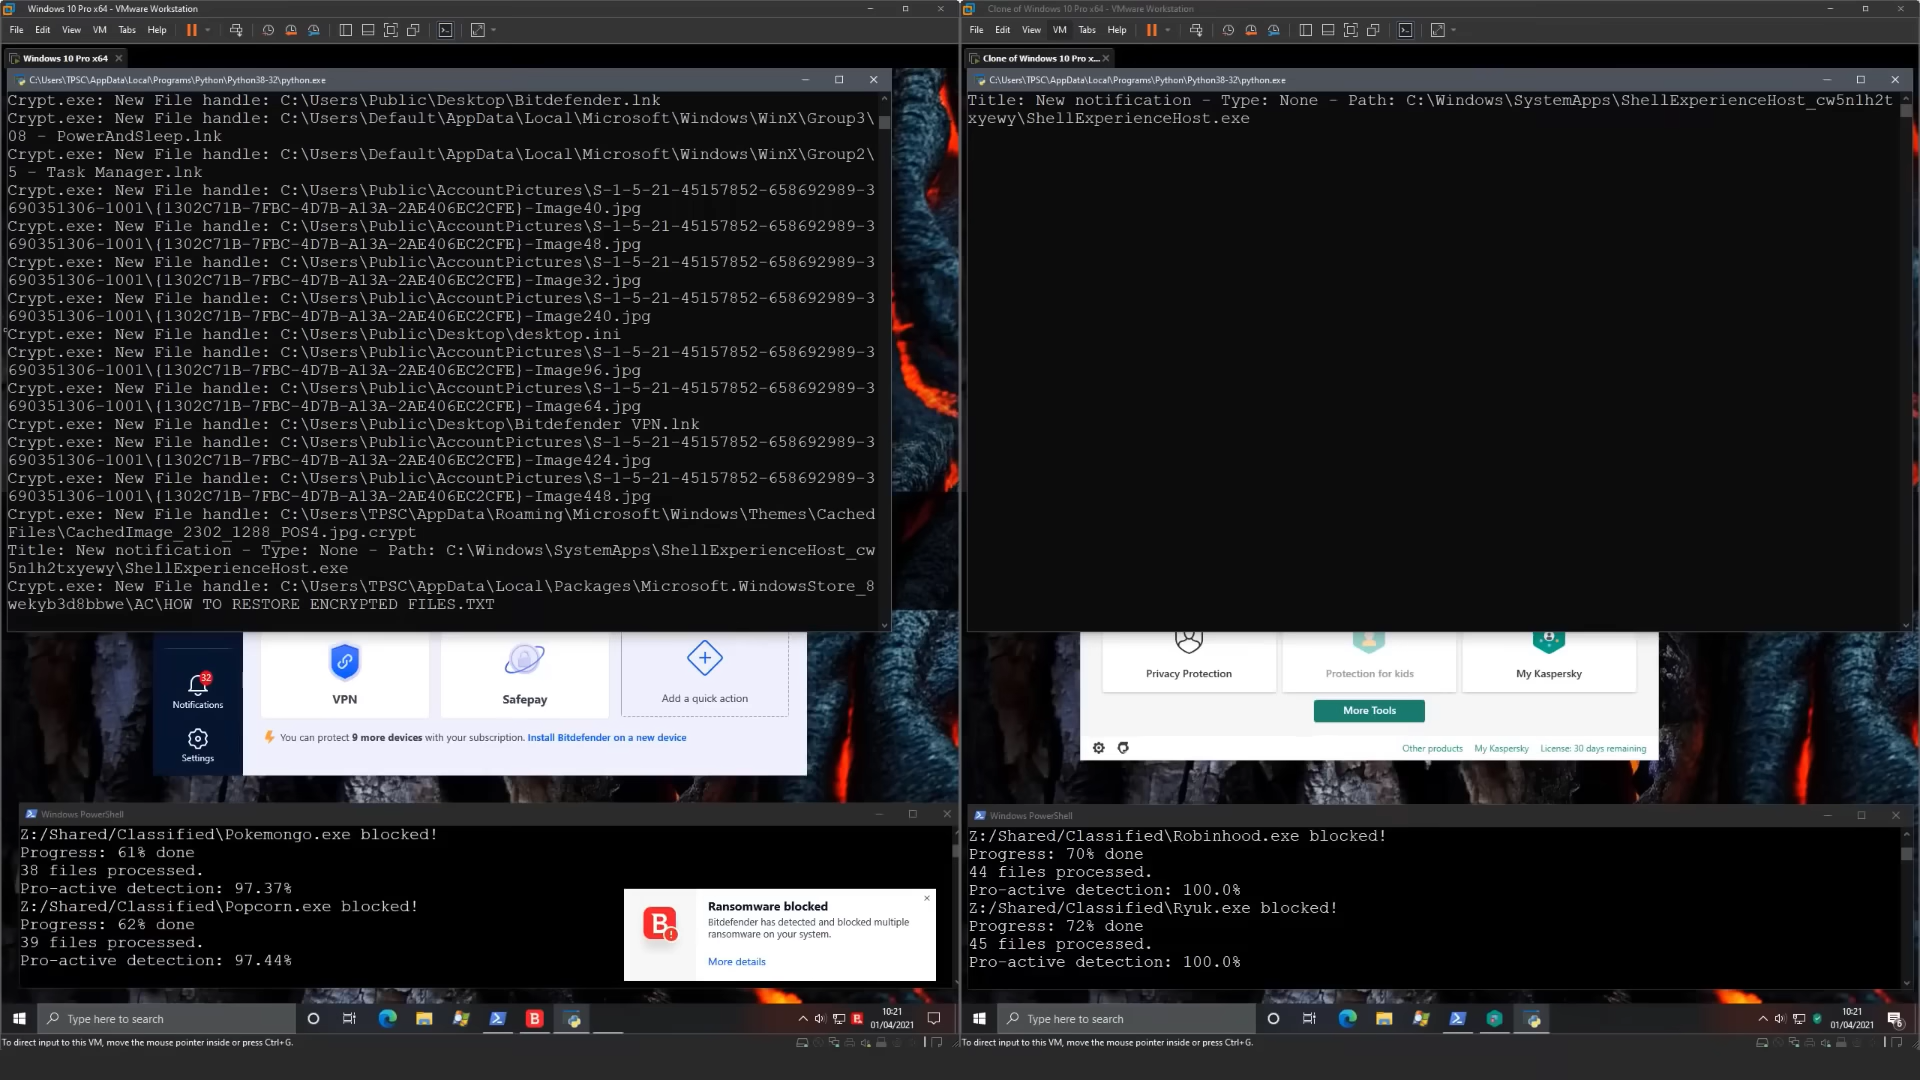 Windows 10 Pro x64 - VMware Workstation
File Edit View VM Tabs Help
Windows 10 Pro x64
C:\Users\TPSC\AppData\Local\Programs\Python\Python38-32\python.exe
Crypt.exe: New File handle: C:\Users\Public\Desktop\Bitdefender.lnk
Crypt.exe: New File handle: C:\Users\Default\AppData\Local\Microsoft\Windows\WinX\Group3\
08 - PowerAndSleep.lnk
Crypt.exe: New File handle: C:\Users\Default\AppData\Local\Microsoft\Windows\WinX\Group2\
5 - Task Manager.lnk
Crypt.exe: New File handle: C:\Users\Public\AccountPictures\S-1-5-21-45157852-658692989-3
690351306-1001\{1302C71B-7FBC-4D7B-A13A-2AE406EC2CFE}-Image40.jpg
Crypt.exe: New File handle: C:\Users\Public\AccountPictures\S-1-5-21-45157852-658692989-3
690351306-1001\{1302C71B-7FBC-4D7B-A13A-2AE406EC2CFE}-Image48.jpg
Crypt.exe: New File handle: C:\Users\Public\AccountPictures\S-1-5-21-45157852-658692989-3
690351306-1001\{1302C71B-7FBC-4D7B-A13A-2AE406EC2CFE}-Image32.jpg
Crypt.exe: New File handle: C:\Users\Public\AccountPictures\S-1-5-21-45157852-658692989-3
690351306-1001\{1302C71B-7FBC-4D7B-A13A-2AE406EC2CFE}-Image240.jpg
Crypt.exe: New File handle: C:\Users\Public\Desktop\desktop.ini
Crypt.exe: New File handle: C:\Users\Public\AccountPictures\S-1-5-21-45157852-658692989-3
690351306-1001\{1302C71B-7FBC-4D7B-A13A-2AE406EC2CFE}-Image96.jpg
Crypt.exe: New File handle: C:\Users\Public\AccountPictures\S-1-5-21-45157852-658692989-3
690351306-1001\{1302C71B-7FBC-4D7B-A13A-2AE406EC2CFE}-Image64.jpg
Crypt.exe: New File handle: C:\Users\Public\Desktop\Bitdefender VPN.lnk
Crypt.exe: New File handle: C:\Users\Public\AccountPictures\S-1-5-21-45157852-658692989-3
690351306-1001\{1302C71B-7FBC-4D7B-A13A-2AE406EC2CFE}-Image424.jpg
Crypt.exe: New File handle: C:\Users\Public\AccountPictures\S-1-5-21-45157852-658692989-3
690351306-1001\{1302C71B-7FBC-4D7B-A13A-2AE406EC2CFE}-Image448.jpg
Crypt.exe: New File handle: C:\Users\TPSC\AppData\Roaming\Microsoft\Windows\Themes\Cached
Files\CachedImage_2302_1288_POS4.jpg.crypt
Title: New notification - Type: None - Path: C:\Windows\SystemApps\ShellExperienceHost_cw
5n1h2txyewy\ShellExperienceHost.exe
Crypt.exe: New File handle: C:\Users\TPSC\AppData\Local\Packages\Microsoft.WindowsStore_8
wekyb3d8bbwe\AC\HOW TO RESTORE ENCRYPTED FILES.TXT
32
Notifications
Settings
VPN
Safepay
Add a quick action
You can protect 9 more devices with your subscription. Install Bitdefender on a new device
Windows PowerShell
Z:/Shared/Classified\Pokemongo.exe blocked!
Progress: 61% done
38 files processed.
Pro-active detection: 97.37%
Z:/Shared/Classified\Popcorn.exe blocked!
Progress: 62% done
39 files processed.
Pro-active detection: 97.44%
B
Ransomware blocked
Bitdefender has detected and blocked multiple
ransomware on your system.
More details
Type here to search
B
B
10:21
01/04/2021
To direct input to this VM, move the mouse pointer inside or press Ctrl+G.
Clone of Windows 10 Pro x64 - VMware Workstation
File Edit View VM Tabs Help
Clone of Windows 10 Pro x...
C:\Users\TPSC\AppData\Local\Programs\Python\Python38-32\python.exe
Title: New notification - Type: None - Path: C:\Windows\SystemApps\ShellExperienceHost_cw5n1h2t
xyewy\ShellExperienceHost.exe
Privacy Protection
Protection for kids
My Kaspersky
More Tools
Other products My Kaspersky License: 30 days remaining
Windows PowerShell
Z:/Shared/Classified\Robinhood.exe blocked!
Progress: 70% done
44 files processed.
Pro-active detection: 100.0%
Z:/Shared/Classified\Ryuk.exe blocked!
Progress: 72% done
45 files processed.
Pro-active detection: 100.0%
Type here to search
10:21
01/04/2021
6
To direct input to this VM, move the mouse pointer inside or press Ctrl+G.